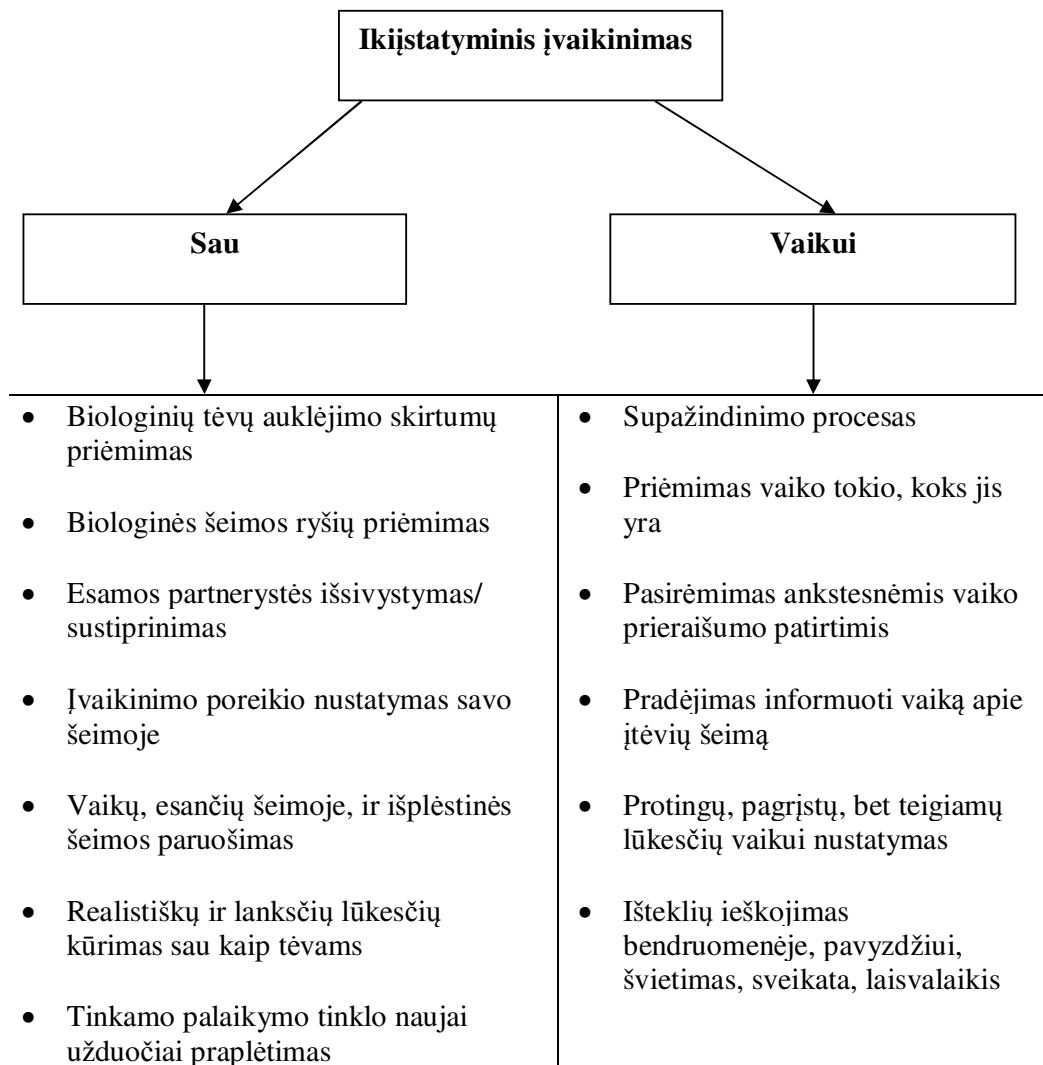 Ikiįstatyminis įvaikinimas
Sau
Vaikui
• Biologinių tėvų auklėjimo skirtumų
priėmimas
• Biologinės šeimos ryšių priėmimas
• Esamos partnerystės išsivystymas/
sustiprinimas
• Įvaikinimo poreikio nustatymas savo
šeimoje
• Vaikų, esančių šeimoje, ir išplėstinės
šeimos paruošimas
• Realistiškų ir lanksčių lūkesčių
kūrimas sau kaip tėvams
• Tinkamo palaikymo tinklo naujai
užduočiai praplėtimas
• Supažindinimo procesas
• Priėmimas vaiko tokio, koks jis
yra
• Pasirėmimas ankstesnėmis vaiko
prieraišumo patirtimis
• Pradėjimas informuoti vaiką apie
įtėvių šeimą
• Protingų, pagrįstų, bet teigiamų
lūkesčių vaikui nustatymas
• Išteklių ieškojimas
bendruomenėje, pavyzdžiui,
švietimas, sveikata, laisvalaikis